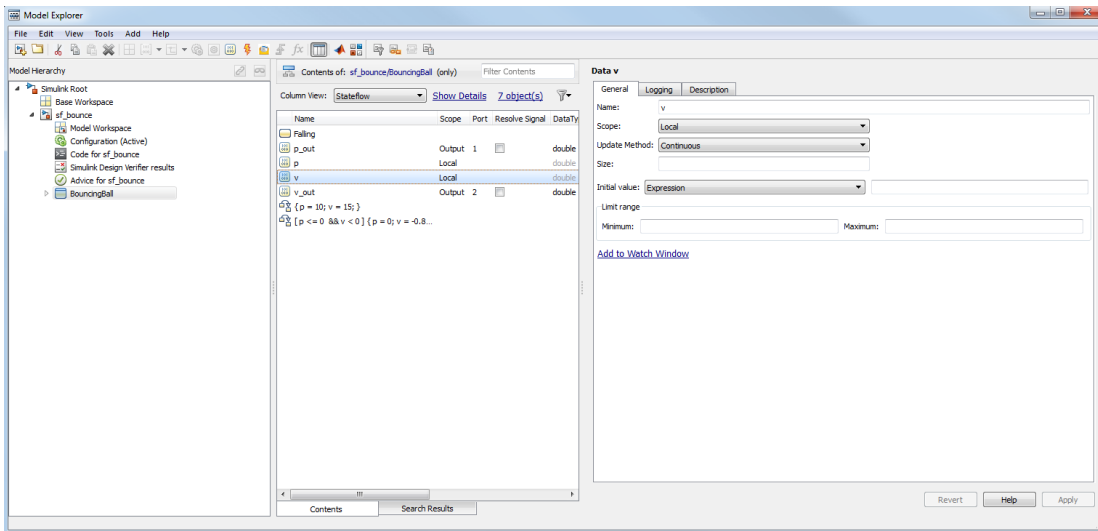 Model Explorer
File Edit View Tools Add Help
Model Hierarchy
Simulink Root
Base Workspace
sf_bounce
Model Workspace
Configuration (Active)
Code for sf_bounce
Simulink Design Verifier results
Advice for sf_bounce
BouncingBall
Contents of: sf_bounce/BouncingBall (only) Filter Contents
Column View: Stateflow Show Details 7 object(s)
Name Scope Port Resolve Signal DataTy
Falling
p_out Output 1 double
p Local double
v Local double
v_out Output 2 double
{ p = 10; v = 15; }
[ p <= 0 && v < 0 ] { p = 0; v = -0.8...
Contents Search Results
Data v
General Logging Description
Name: v
Scope: Local
Update Method: Continuous
Size:
Initial value: Expression
Limit range
Minimum: Maximum:
Add to Watch Window
Revert Help Apply